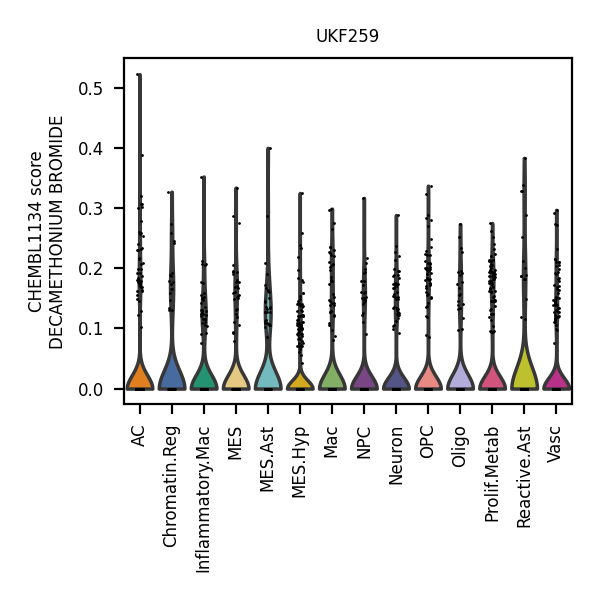 UKF259
CHEMBL1134 score
DECAMETHONIUM BROMIDE
0.5
0.4
0.3
0.2
0.1
0.0
AC
Chromatin.Reg
Inflammatory.Mac
MES
MES.Ast
MES.Hyp
Mac
NPC
Neuron
OPC
Oligo
Prolif.Metab
Reactive.Ast
Vasc